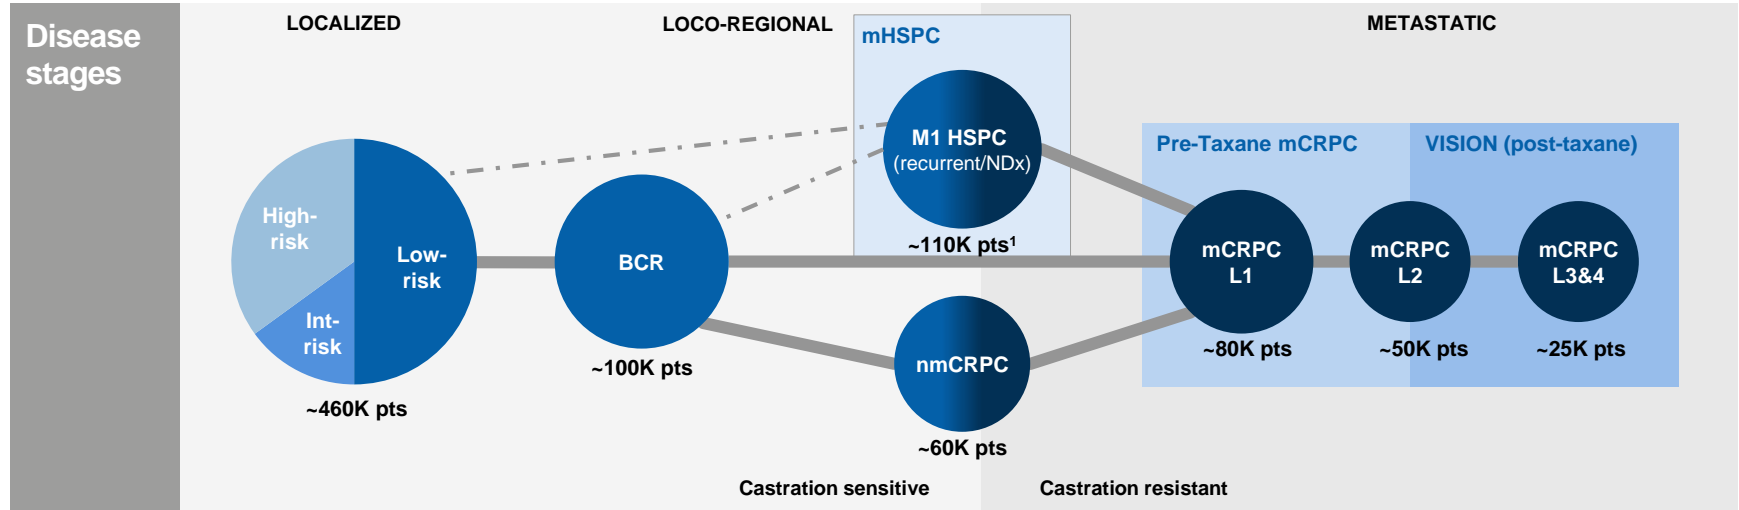 Disease
stages
LOCALIZED
LOCO-REGIONAL
METASTATIC
mHSPC
M1 HSPC
(recurrent/NDx)
~110K pts¹
Pre-Taxane mCRPC
VISION (post-taxane)
High-
risk
Low-
risk
Int-
risk
~460K pts
BCR
~100K pts
nmCRPC
~60K pts
mCRPC
L1
~80K pts
mCRPC
L2
~50K pts
mCRPC
L3&4
~25K pts
Castration sensitive
Castration resistant